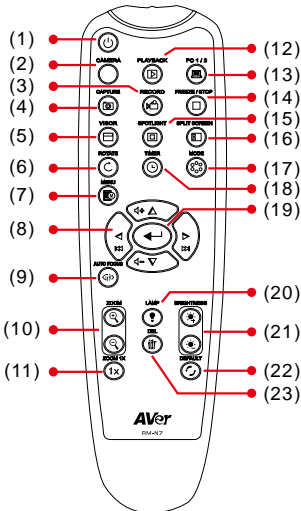 (1)
(2) CAMERA PLAYBACK PC 1 / 2 (12)
(13)
(3) RECORD
(4) CAPTURE FREEZE / STOP (14)
(15)
(5) VISOR SPOTLIGHT SPLIT SCREEN (16)
(6) ROTATE TIMER MODE (17)
(18)
(7) MENU
(8) (19)
(9) AUTO FOCUS
(20)
ZOOM LAMP BRIGHTNESS
(10) DEL (21)
ZOOM 1X DEFAULT
(11) 1x (22)
(23)
AVer
RM-N7